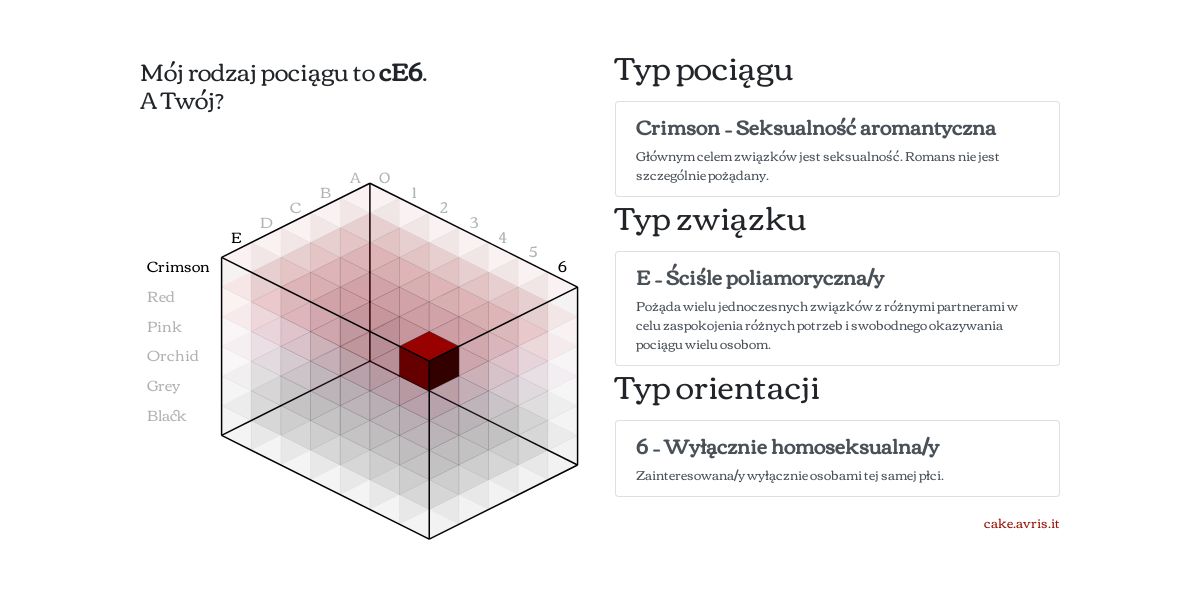 Mój rodzaj pociągu to cE6.
A Twój?
A O
B 1
C 2
D 3
E 4
5
6
Crimson
Red
Pink
Orchid
Grey
Black
Typ pociągu
Crimson - Seksualność aromantyczna
Głównym celem związków jest seksualność. Romans nie jest
szczególnie pożądany.
Typ związku
E - Ściśle poliamoryczna/y
Pożąda wielu jednoczesnych związków z różnymi partnerami w
celu zaspokojenia różnych potrzeb i swobodnego okazywania
pociągu wielu osobom.
Typ orientacji
6 - Wyłącznie homoseksualna/y
Zainteresowana/y wyłącznie osobami tej samej płci.
cake.avris.it